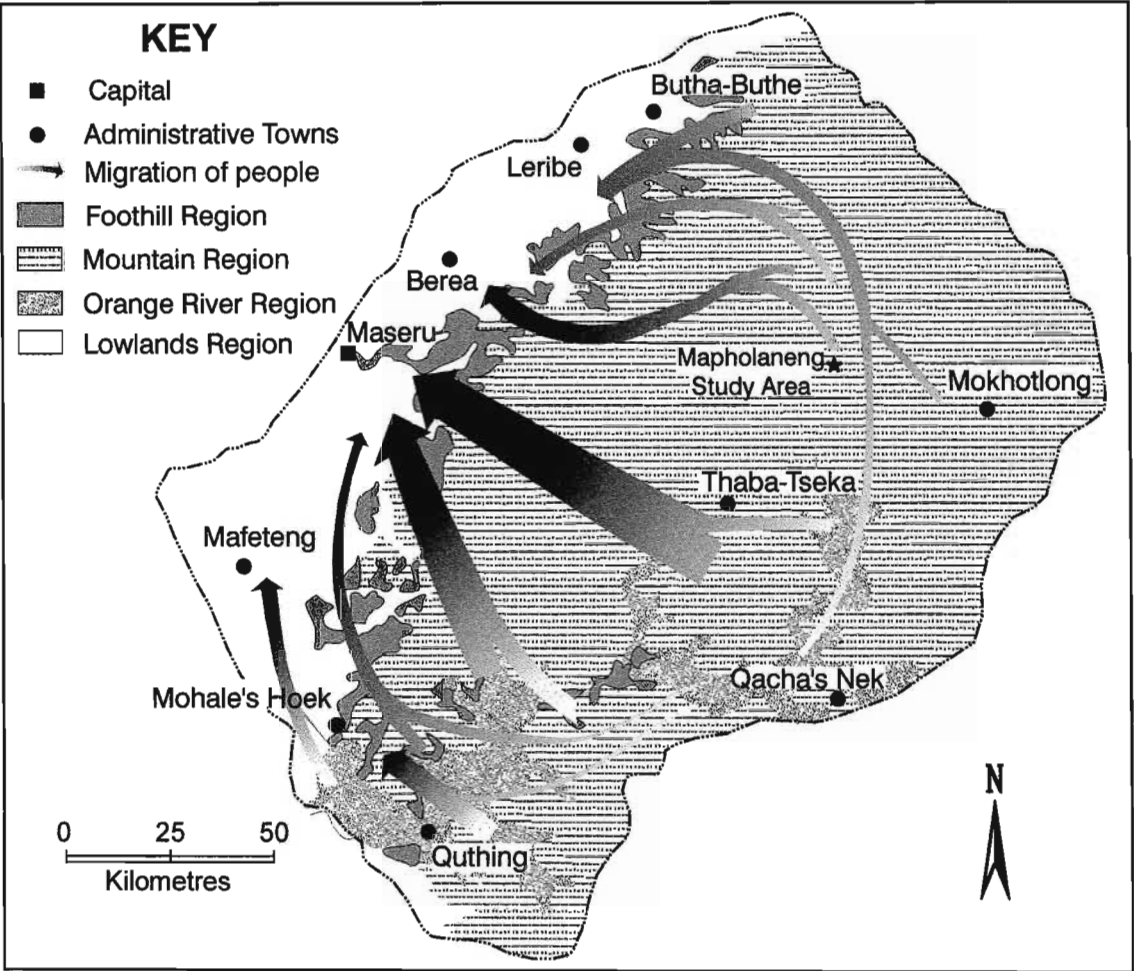 KEY
Capital
Administrative Towns
Migration of people
Foothill Region
Mountain Region
Orange River Region
Lowlands Region
Butha-Buthe
Leribe
Berea
Maseru
Mapholaneng
Study Area
Mokhotlong
Thaba-Tseka
Mafeteng
Qacha's Nek
Mohale's Hoek
Quthing
0 25 50
Kilometres
N